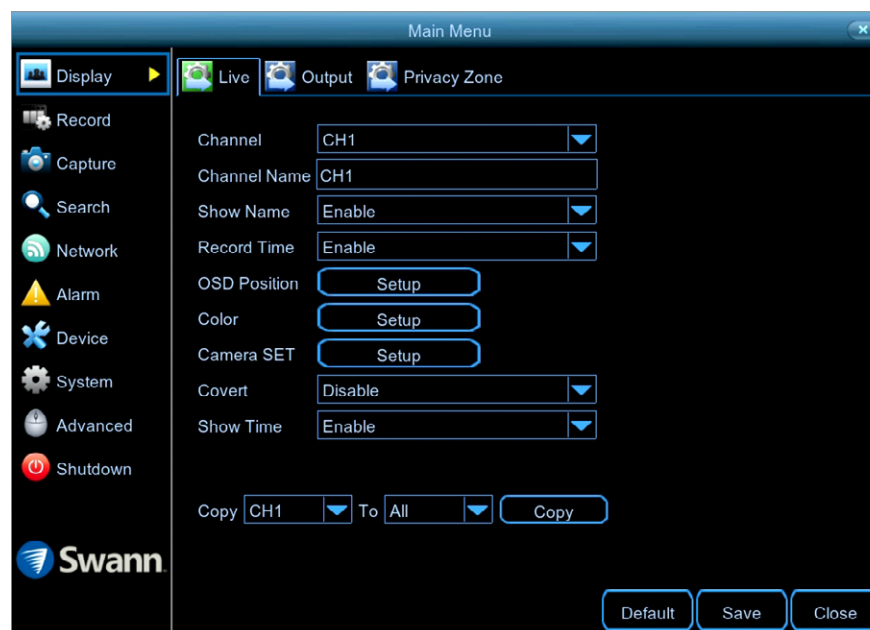 Main Menu
Display
Record
Capture
Search
Network
Alarm
Device
System
Advanced
Shutdown
Swann
Live
Output
Privacy Zone
Channel CH1
Channel Name CH1
Show Name Enable
Record Time Enable
OSD Position Setup
Color Setup
Camera SET Setup
Covert Disable
Show Time Enable
Copy CH1 To All Copy
Default Save Close